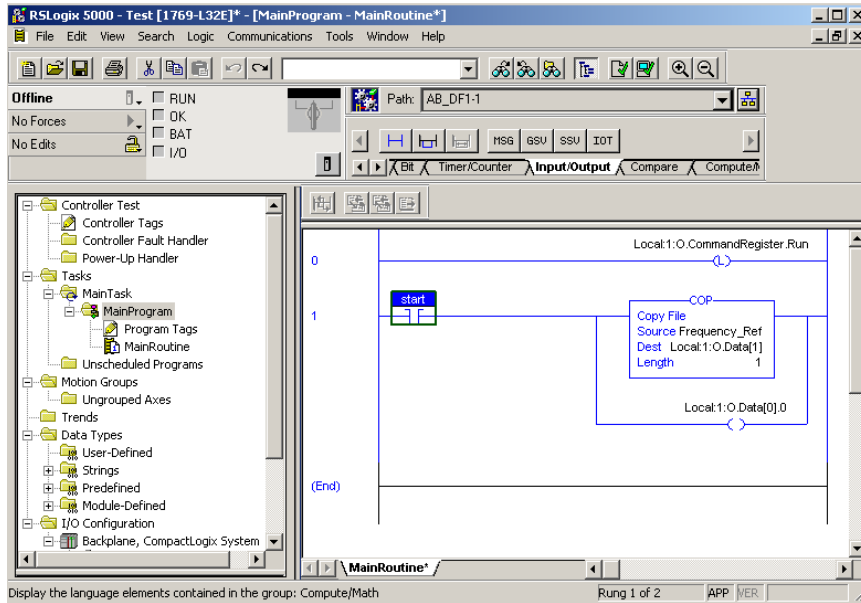 RSLogix 5000 - Test [1769-L32E]* - [MainProgram - MainRoutine*]
File Edit View Search Logic Communications Tools Window Help
Offline
RUN
No Forces
OK
BAT
No Edits
I/O
Path: AB_DF1-1
MSG GSV SSV IOT
Bit Timer/Counter Input/Output Compare
Controller Test
Controller Tags
Controller Fault Handler
Power-Up Handler
Tasks
MainTask
MainProgram
Program Tags
MainRoutine
Unscheduled Programs
Motion Groups
Ungrouped Axes
Trends
Data Types
User-Defined
Strings
Predefined
Module-Defined
I/O Configuration
Backplane, CompactLogix System
0
Local:1:O.CommandRegister.Run
L
1
start
COP
Copy File
Source Frequency_Ref
Dest Local:1:O.Data[1]
Length 1
Local:1:O.Data[0].0
(End)
MainRoutine*
Display the language elements contained in the group: Compute/Math
Rung 1 of 2
APP
VER